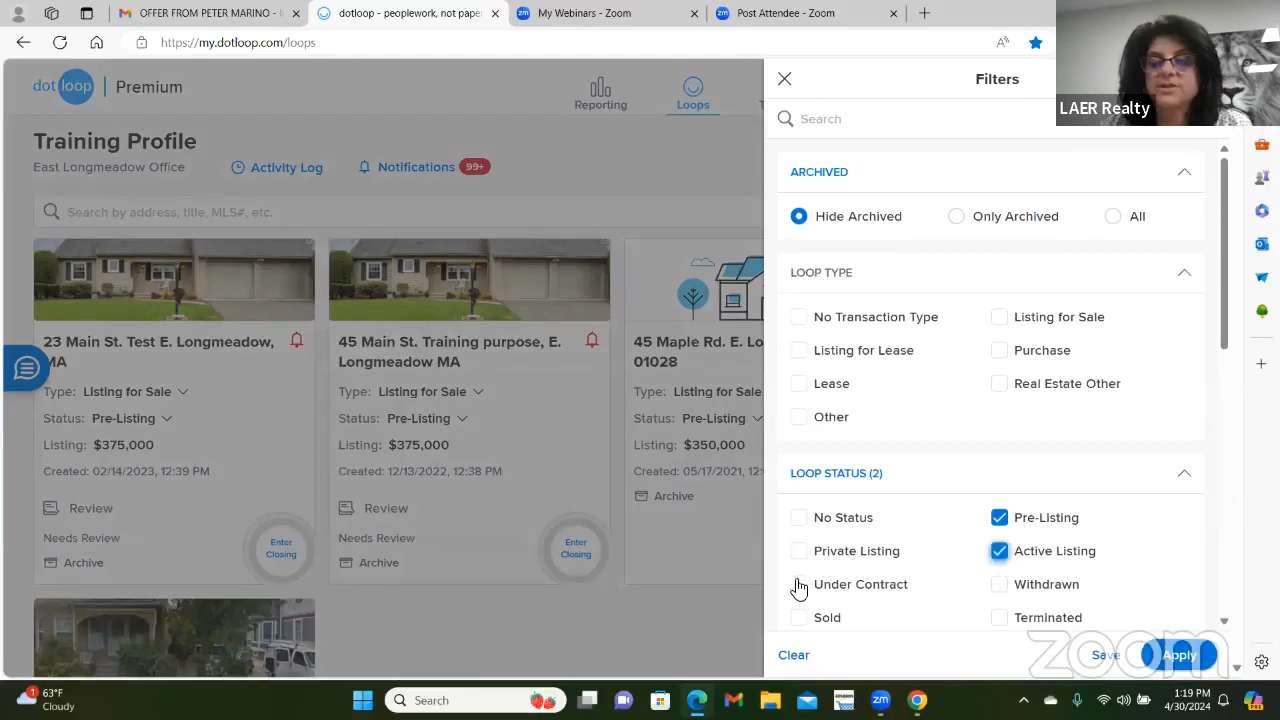 OFFER FROM PETER MARINO - l
dotloop - peoplework, not paper
My Webinars - Zoom
Post Attendee - Zoom
https://my.dotloop.com/loops
A
dot loop Premium
Reporting
Loops
T
Training Profile
East Longmeadow Office
Activity Log
Notifications 99+
Search by address, title, MLS#, etc.
23 Main St. Test E. Longmeadow,
MA
Type: Listing for Sale
Status: Pre-Listing
Listing: $375,000
Created: 02/14/2023, 12:39 PM
Review
Needs Review
Archive
Enter
Closing
45 Main St. Training purpose, E.
Longmeadow MA
Type: Listing for Sale
Status: Pre-Listing
Listing: $375,000
Created: 12/13/2022, 12:38 PM
Review
Needs Review
Archive
Enter
Closing
45 Maple Rd. E. Lo
01028
Type: Listing for Sale
Status: Pre-Listing
Listing: $350,000
Created: 05/17/2021, 12:
Archive
Filters
LAER Realty
Search
ARCHIVED
Hide Archived
Only Archived
All
LOOP TYPE
No Transaction Type
Listing for Sale
Listing for Lease
Purchase
Lease
Real Estate Other
Other
LOOP STATUS (2)
No Status
Pre-Listing
Private Listing
Active Listing
Under Contract
Withdrawn
Sold
Terminated
Clear
Save
Apply
zoom
1
63°F
Cloudy
Search
1:19 PM
4/30/2024